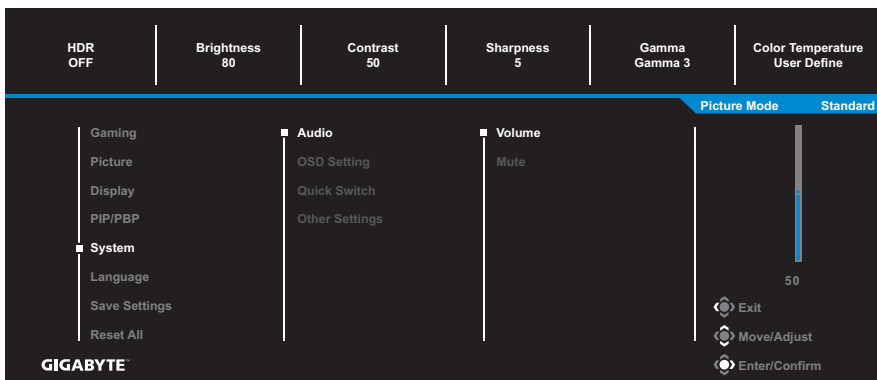 HDR Brightness Contrast Sharpness Gamma Color Temperature
OFF 80 50 5 Gamma 3 User Define
Picture Mode Standard
Gaming Audio Volume
Picture OSD Setting Mute
Display Quick Switch
PIP/PBP Other Settings
System
Language
50
Save Settings
Exit
Reset All Move/Adjust
GIGABYTE™ Enter/Confirm